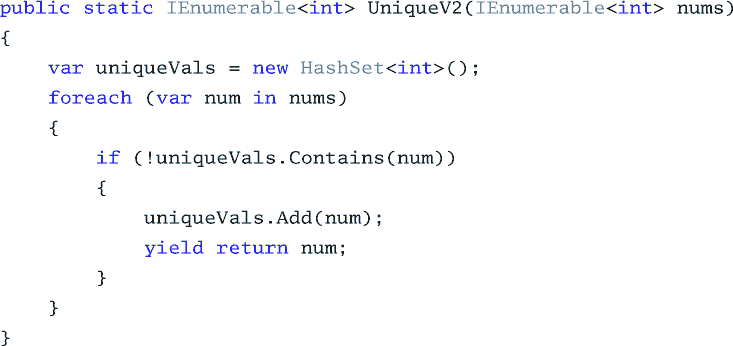 public static IEnumerable<int> UniqueV2(IEnumerable<int> nums)
{
    var uniqueVals = new HashSet<int>();
    foreach (var num in nums)
    {
        if (!uniqueVals.Contains(num))
        {
            uniqueVals.Add(num);
            yield return num;
        }
    }
}